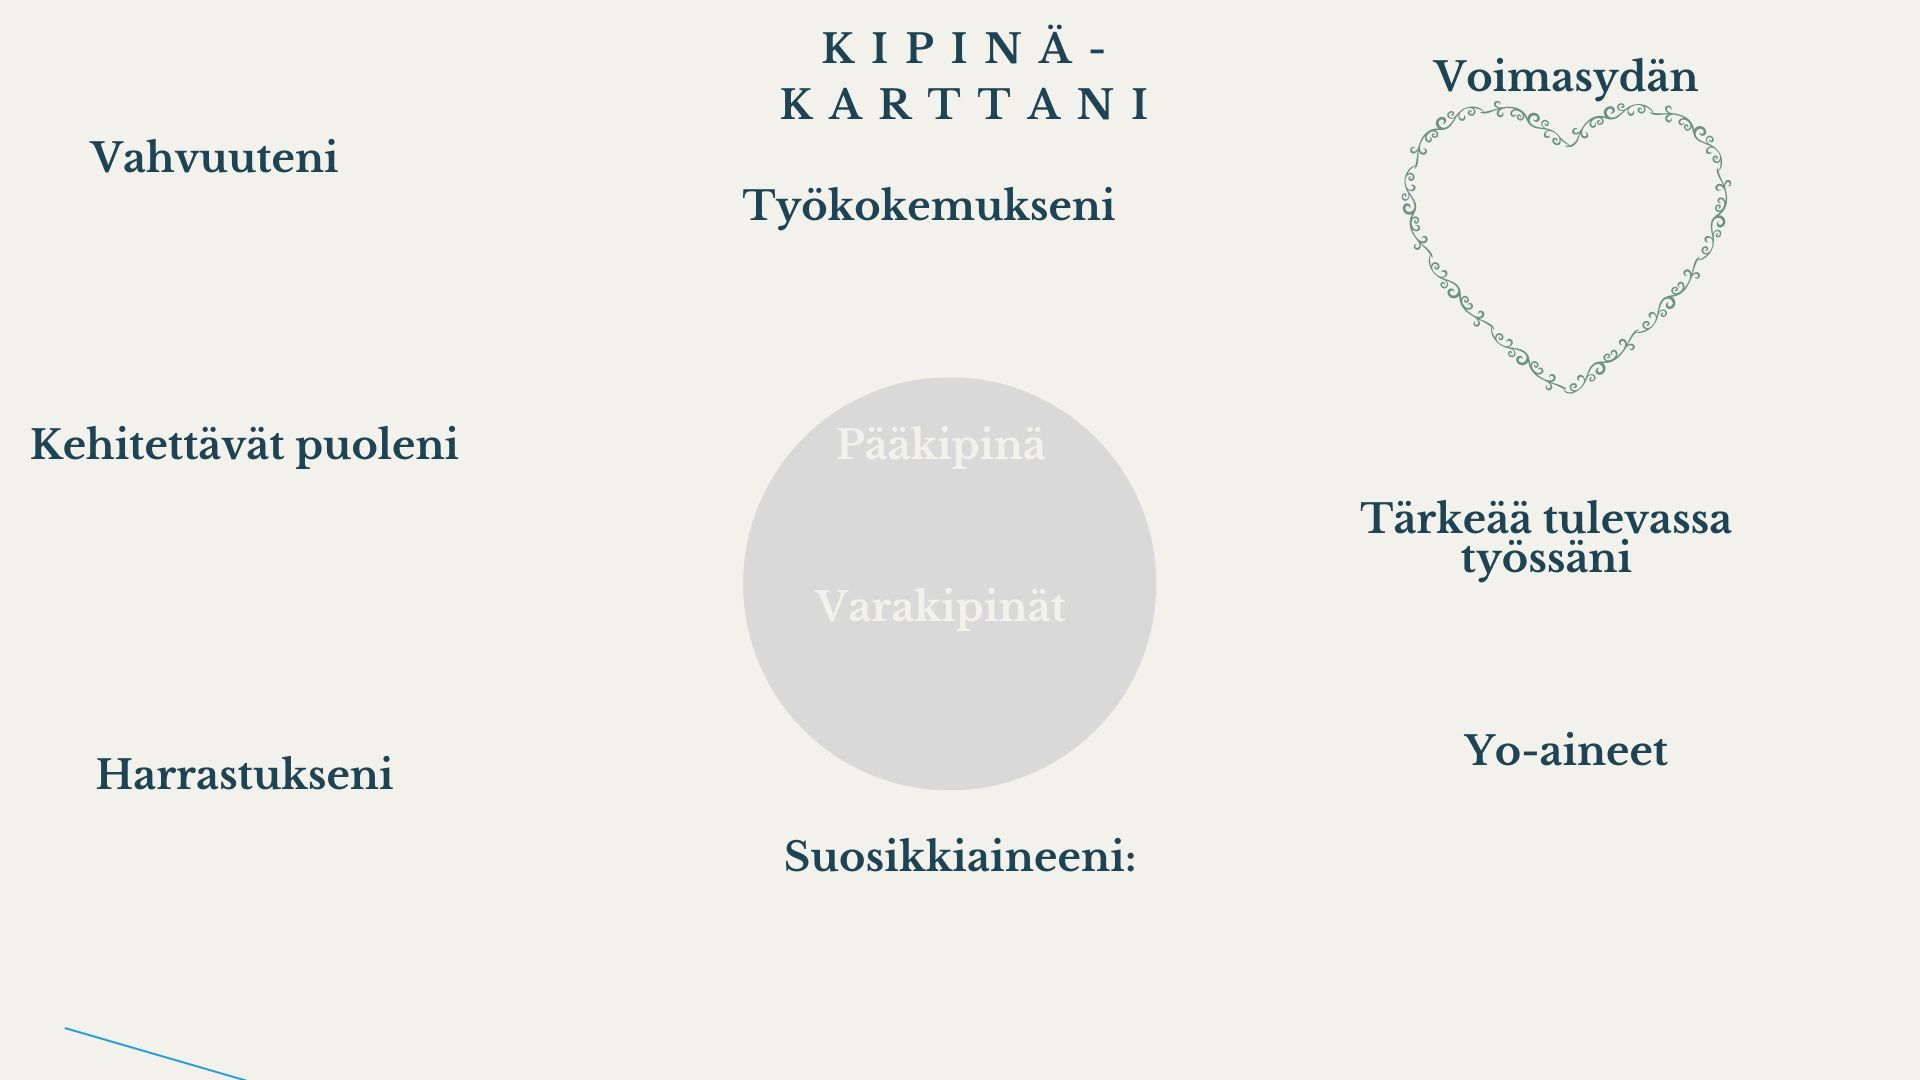 KIPINÄ-
KARTTANI
Voimasydän
Vahvuuteni
Työkokemukseni
Kehitettävät puoleni
Pääkipinä
Tärkeää tulevassa
työssäni
Varakipinät
Yo-aineet
Harrastukseni
Suosikkiaineeni: